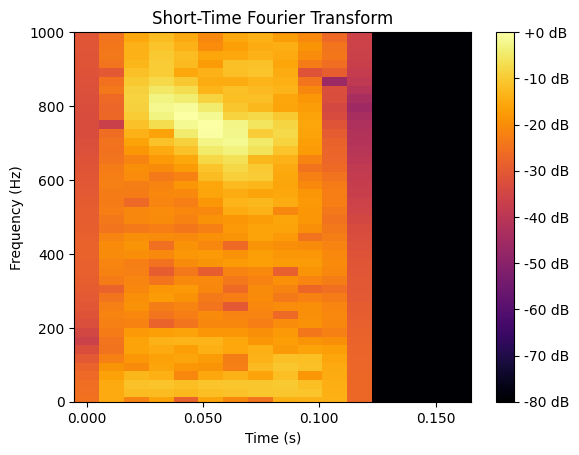 Short-Time Fourier Transform
1000
800
600
400
200
0
Frequency (Hz)
0.000
0.050
0.100
0.150
Time (s)
+0 dB
-10 dB
-20 dB
-30 dB
-40 dB
-50 dB
-60 dB
-70 dB
-80 dB